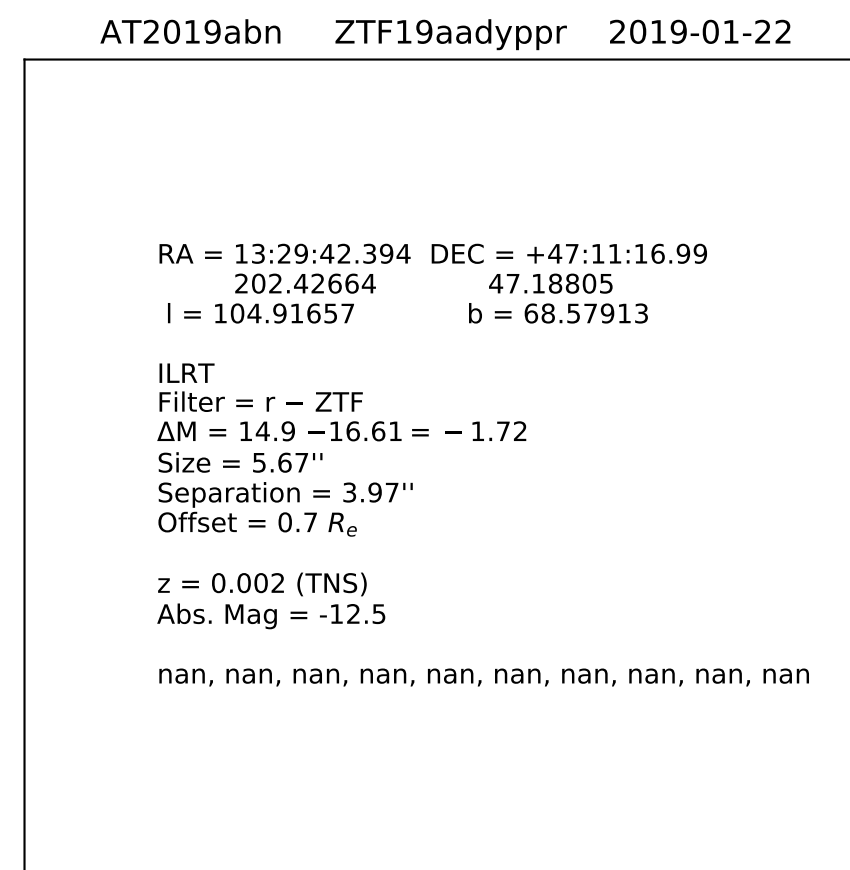 AT2019abn ZTF19aadyppr 2019-01-22
RA = 13:29:42.394 DEC = +47:11:16.99
202.42664 47.18805
l = 104.91657 b = 68.57913
ILRT
Filter = r − ZTF
ΔM = 14.9 −16.61 = − 1.72
Size = 5.67''
Separation = 3.97''
Offset = 0.7 Re
z = 0.002 (TNS)
Abs. Mag = -12.5
nan, nan, nan, nan, nan, nan, nan, nan, nan, nan